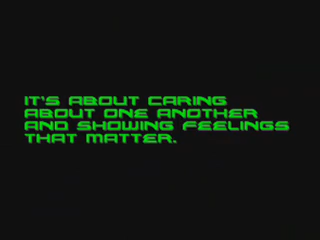 IT'S ABOUT CARING
ABOUT ONE ANOTHER
AND SHOWING FEELINGS
THAT MATTER.